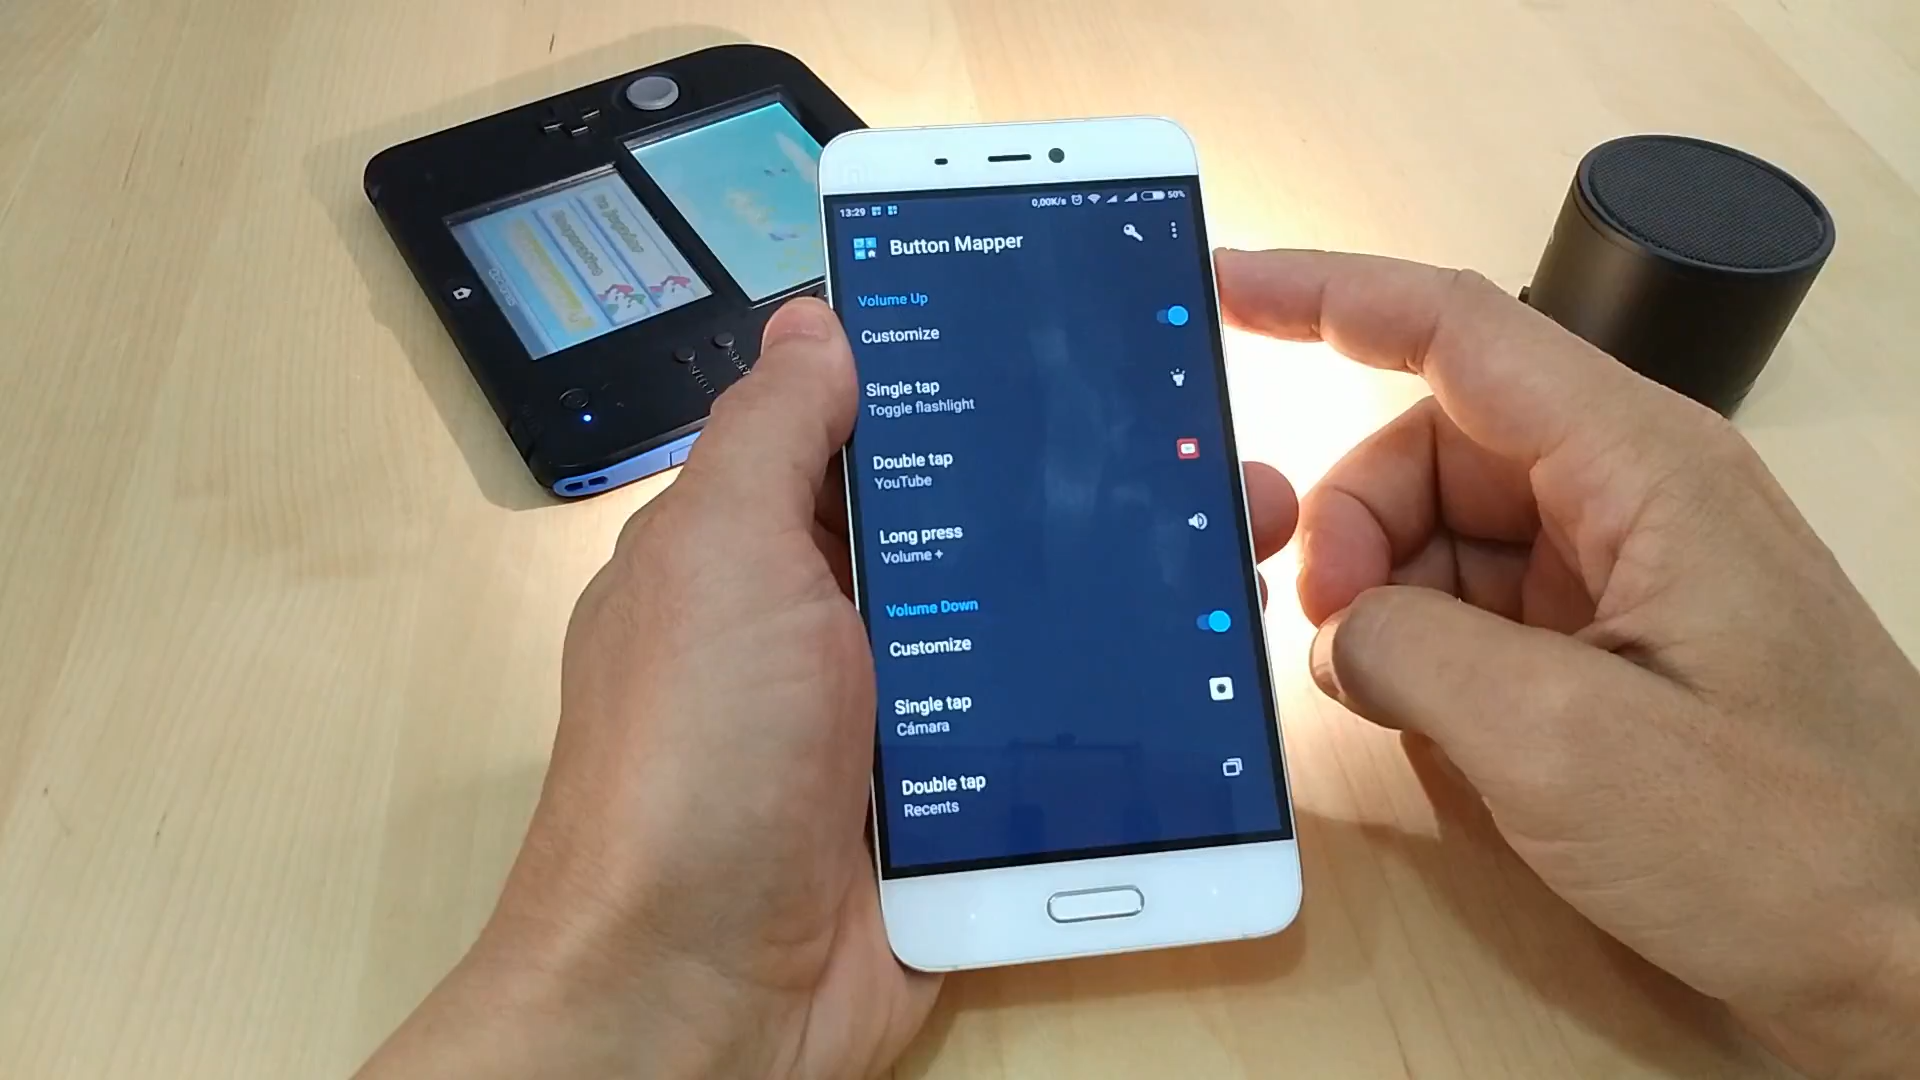 13:29 0,00K/s 50%
Button Mapper
Volume Up
Customize
Single tap
Toggle flashlight
Double tap
YouTube
Long press
Volume +
Volume Down
Customize
Single tap
Cámara
Double tap
Recents